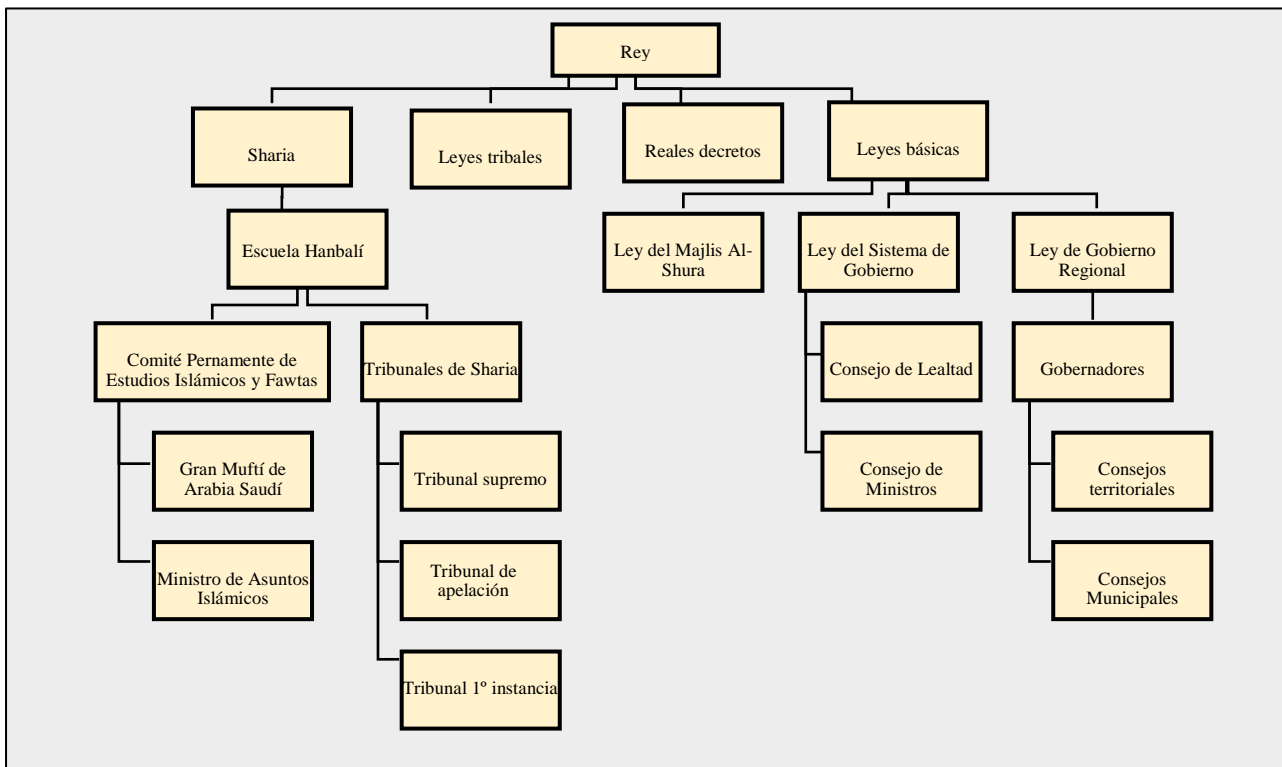 Rey
Sharia
Leyes tribales
Reales decretos
Leyes básicas
Escuela Hanbalí
Ley del Majlis Al-
Shura
Ley del Sistema de
Gobierno
Ley de Gobierno
Regional
Comité Pernamente de
Estudios Islámicos y Fawtas
Tribunales de Sharia
Consejo de Lealtad
Gobernadores
Gran Muftí de
Arabia Saudí
Tribunal supremo
Consejo de
Ministros
Consejos
territoriales
Ministro de Asuntos
Islámicos
Tribunal de
apelación
Consejos
Municipales
Tribunal 1º instancia